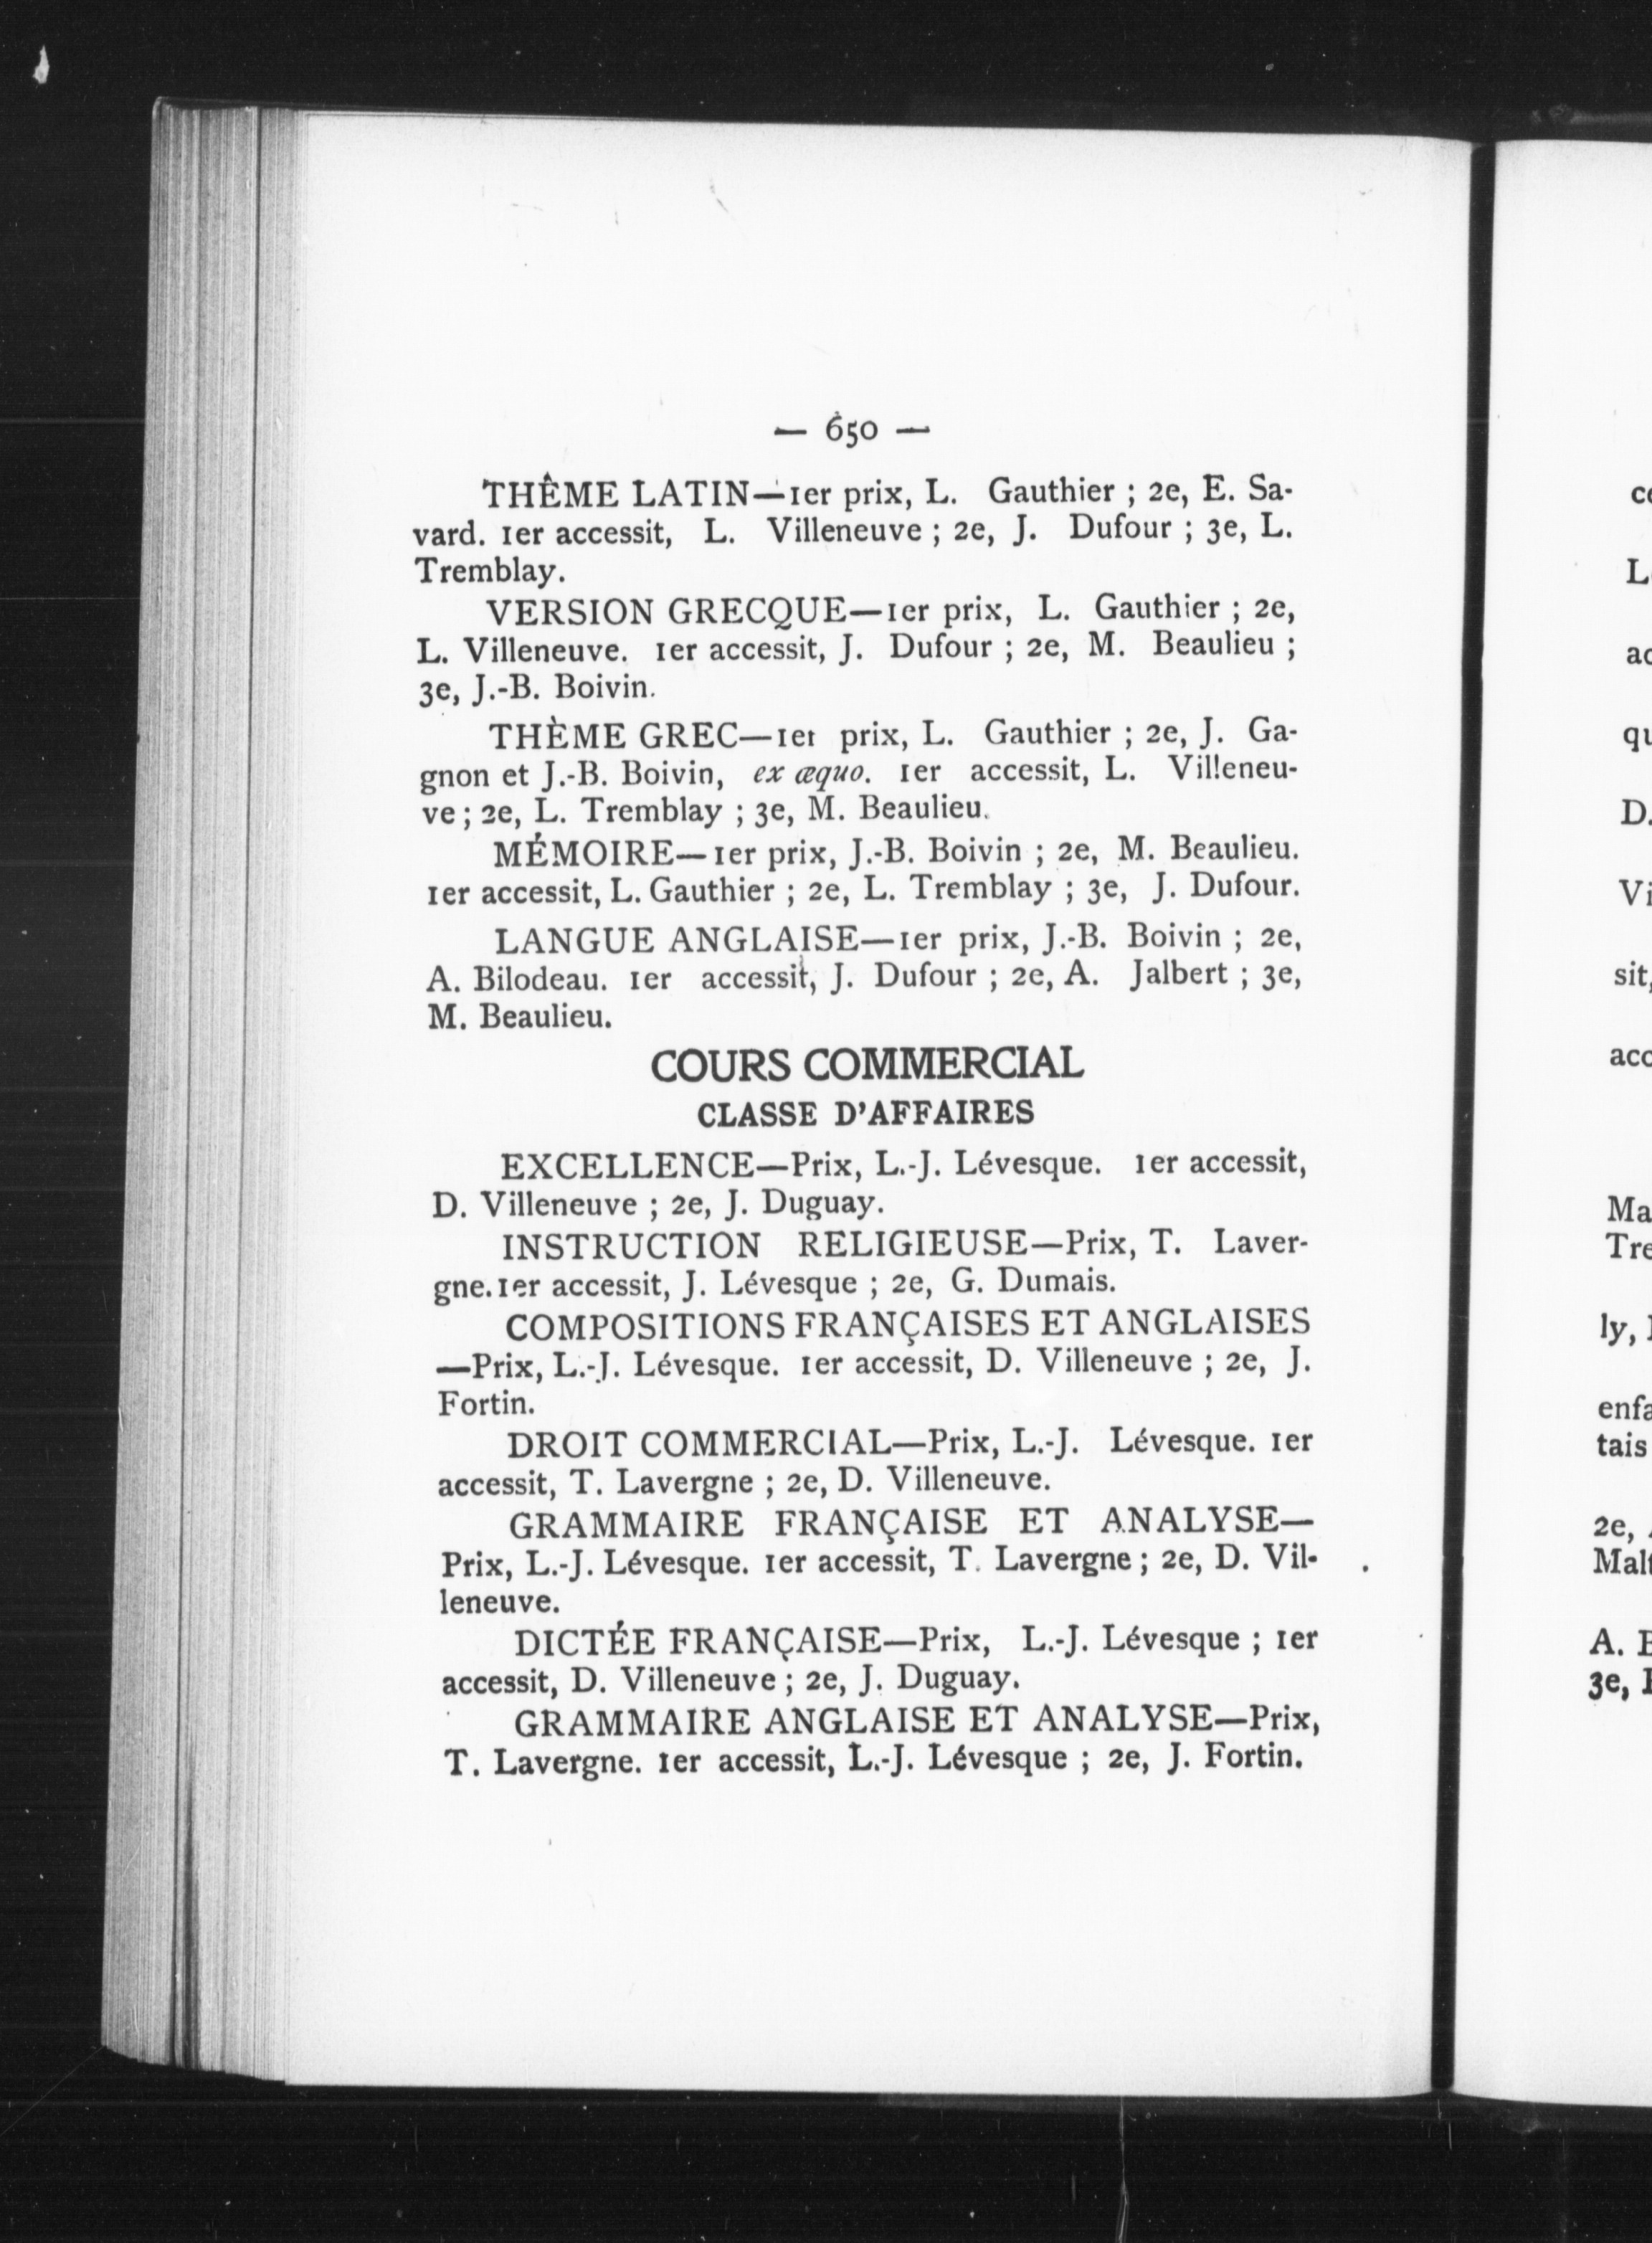 — 650 —
THÊME LATIN—1er prix, L. Gauthier ; 2e, E. Sa-
vard. 1er accessit, L. Villeneuve ; 2e, J. Dufour ; 3e, L.
Tremblay.
VERSION GRECQUE—1er prix, L. Gauthier ; 2e,
L. Villeneuve. 1er accessit, J. Dufour ; 2e, M. Beaulieu ;
3e, J.-B. Boivin.
THÈME GREC—1er prix, L. Gauthier ; 2e, J. Ga-
gnon et J.-B. Boivin, ex æquo. 1er accessit, L. Villeneu-
ve ; 2e, L. Tremblay ; 3e, M. Beaulieu.
MÉMOIRE—1er prix, J.-B. Boivin ; 2e, M. Beaulieu.
1er accessit, L. Gauthier ; 2e, L. Tremblay ; 3e, J. Dufour.
LANGUE ANGLAISE—1er prix, J.-B. Boivin ; 2e,
A. Bilodeau. 1er accessit, J. Dufour ; 2e, A. Jalbert ; 3e,
M. Beaulieu.
COURS COMMERCIAL
CLASSE D'AFFAIRES
EXCELLENCE—Prix, L.-J. Lévesque. 1er accessit,
D. Villeneuve ; 2e, J. Duguay.
INSTRUCTION RELIGIEUSE—Prix, T. Laver-
gne. 1er accessit, J. Lévesque ; 2e, G. Dumais.
COMPOSITIONS FRANÇAISES ET ANGLAISES
—Prix, L.-J. Lévesque. 1er accessit, D. Villeneuve ; 2e, J.
Fortin.
DROIT COMMERCIAL—Prix, L.-J. Lévesque. 1er
accessit, T. Lavergne ; 2e, D. Villeneuve.
GRAMMAIRE FRANÇAISE ET ANALYSE—
Prix, L.-J. Lévesque. 1er accessit, T. Lavergne ; 2e, D. Vil-
leneuve.
DICTÉE FRANÇAISE—Prix, L.-J. Lévesque ; 1er
accessit, D. Villeneuve ; 2e, J. Duguay.
GRAMMAIRE ANGLAISE ET ANALYSE—Prix,
T. Lavergne. 1er accessit, L.-J. Lévesque ; 2e, J. Fortin.